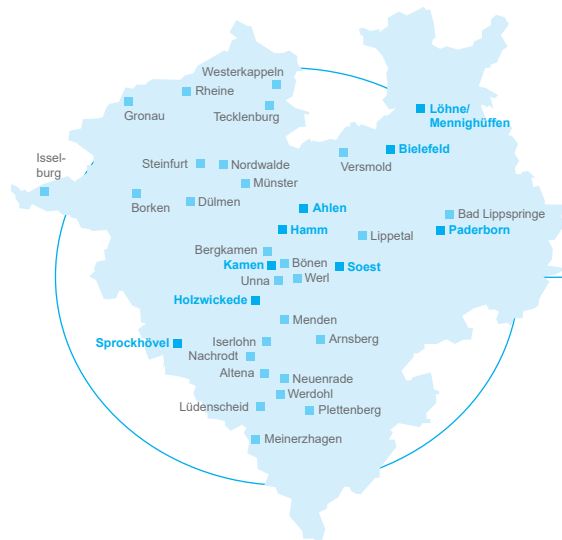 Westerkappeln
Rheine
Gronau
Tecklenburg
Löhne/
Mennighüffen
Bielefeld
Versmold
Issel-
burg
Steinfurt
Nordwalde
Münster
Borken
Dülmen
Ahlen
Bad Lippspringe
Hamm
Lippetal
Paderborn
Bergkamen
Kamen
Bönen
Soest
Unna
Werl
Holzwickede
Menden
Sprockhövel
Iserlohn
Arnsberg
Nachrodt
Altena
Neuenrade
Werdohl
Lüdenscheid
Plettenberg
Meinerzhagen